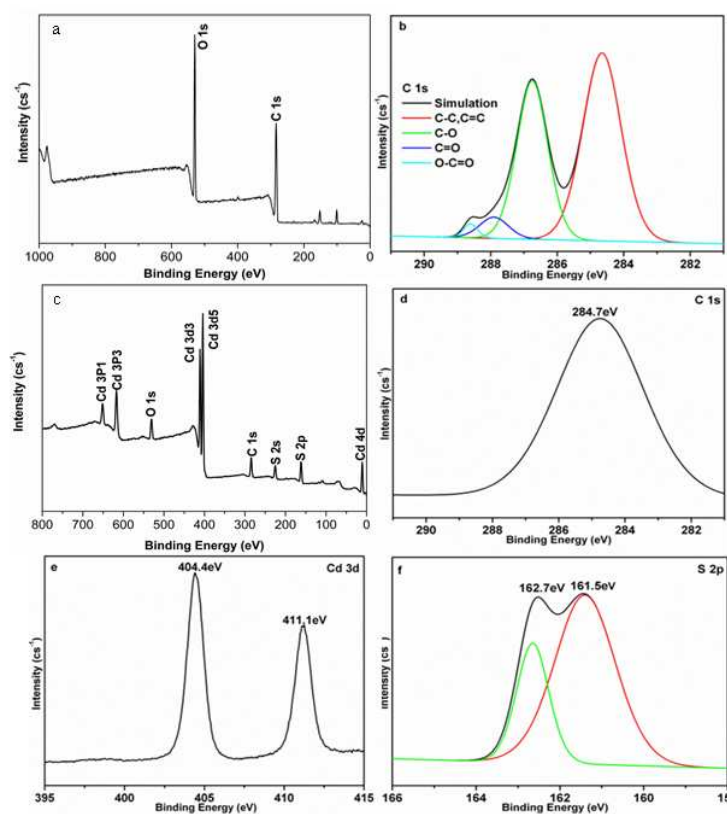 a
O 1s
C 1s
Intensity (cs⁻¹)
1000 800 600 400 200 0
Binding Energy (eV)
b
C 1s
Simulation
C-C,C=C
C-O
C=O
O-C=O
Intensity (cs⁻¹)
290 288 286 284 282
Binding Energy (eV)
c
Cd 3P1
Cd 3P3
O 1s
Cd 3d3
Cd 3d5
C 1s
S 2s
S 2p
Cd 4d
Intensity (cs⁻¹)
800 700 600 500 400 300 200 100 0
Binding Energy (eV)
d
C 1s
284.7eV
Intensity (cs⁻¹)
290 288 286 284 282
Binding Energy (eV)
e
Cd 3d
404.4eV
411.1eV
Intensity (cs⁻¹)
395 400 405 410 415
Binding Energy (eV)
f
S 2p
162.7eV 161.5eV
Intensity (cs⁻¹)
166 164 162 160
Binding Energy (eV)